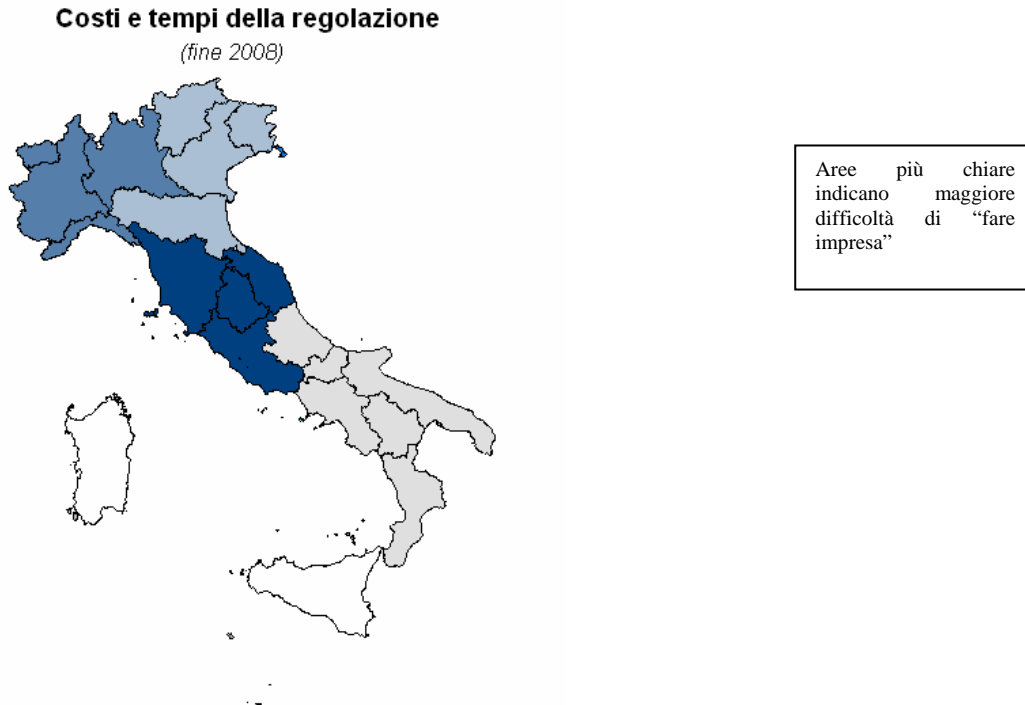 Costi e tempi della regolazione
(fine 2008)
Aree più chiare
indicano maggiore
difficoltà di “fare
impresa”